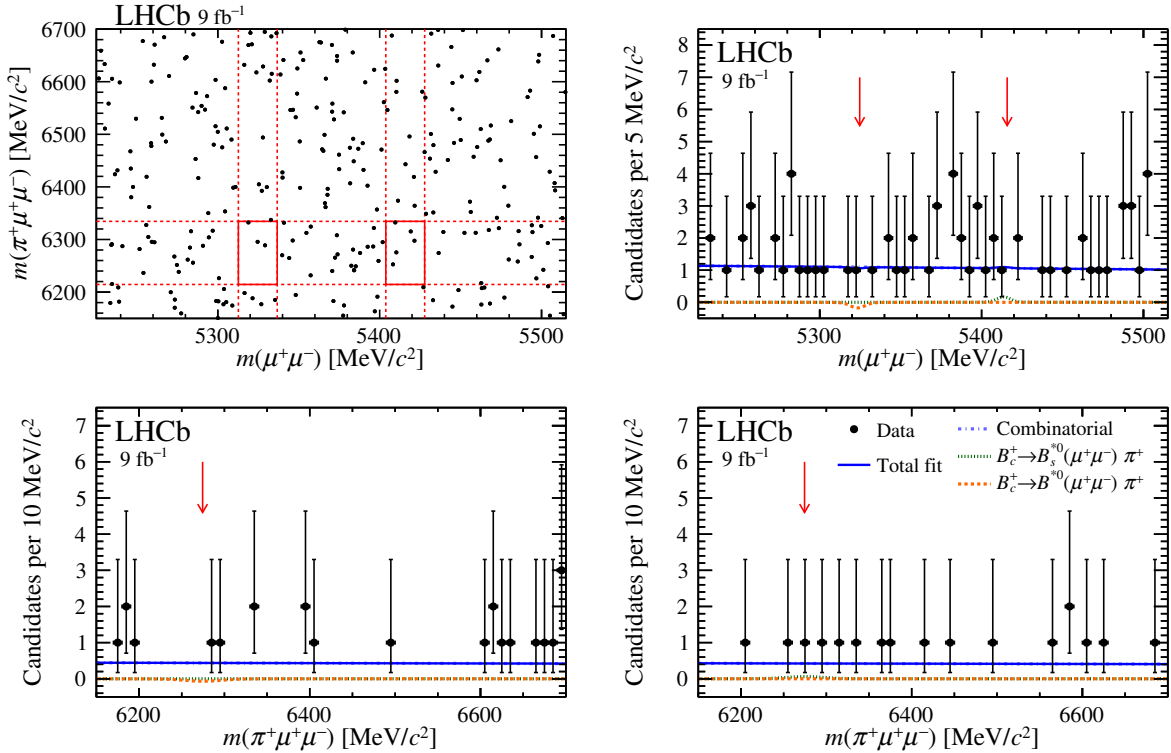 LHCb 9 fb⁻¹
6700
6600
6500
6400
6300
6200
m(π⁺μ⁺μ⁻) [MeV/c²]
5300 5400 5500
m(μ⁺μ⁻) [MeV/c²]
LHCb
9 fb⁻¹
8
7
6
5
4
3
2
1
0
Candidates per 5 MeV/c²
5300 5400 5500
m(μ⁺μ⁻) [MeV/c²]
LHCb
9 fb⁻¹
7
6
5
4
3
2
1
0
Candidates per 10 MeV/c²
6200 6400 6600
m(π⁺μ⁺μ⁻) [MeV/c²]
LHCb
9 fb⁻¹
Data
Total fit
Combinatorial
B_c⁺→B_s*⁰(μ⁺μ⁻) π⁺
B_c⁺→B*⁰(μ⁺μ⁻) π⁺
7
6
5
4
3
2
1
0
Candidates per 10 MeV/c²
6200 6400 6600
m(π⁺μ⁺μ⁻) [MeV/c²]